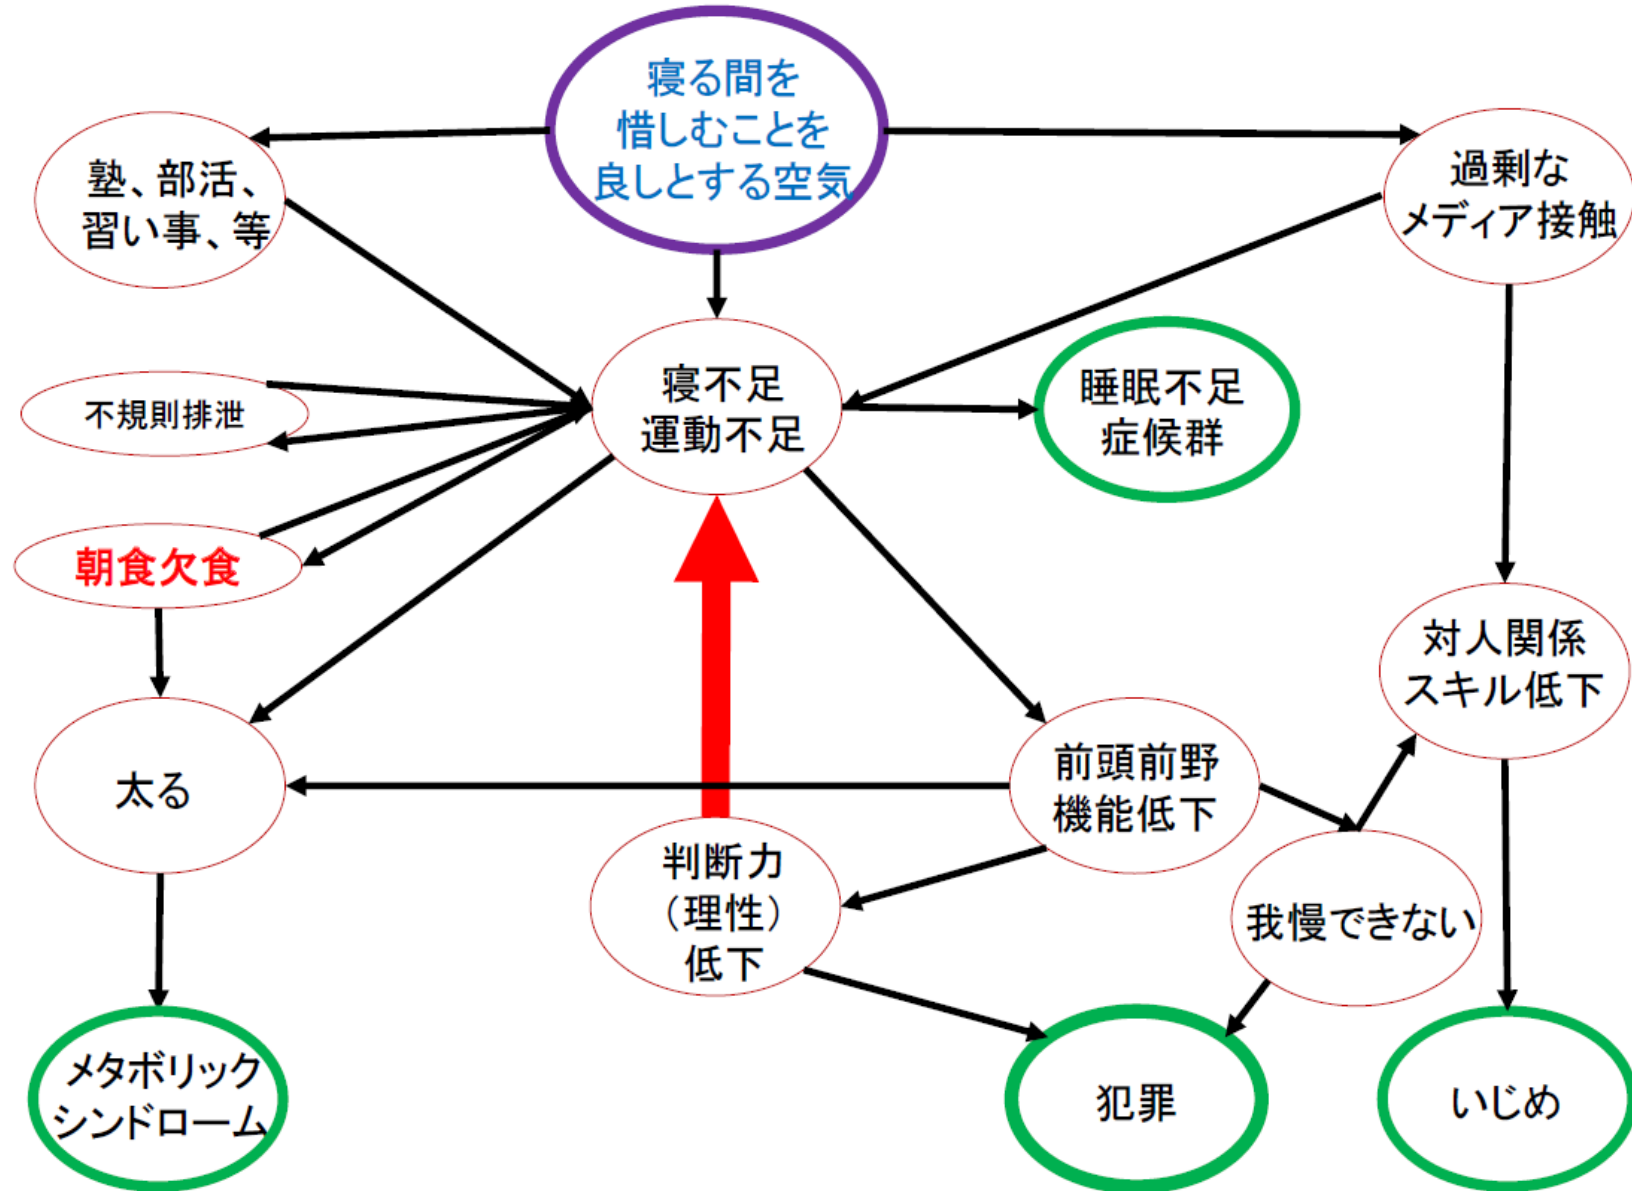 寝る間を
惜しむことを
良しとする空気
塾、部活、
習い事、等
過剰な
メディア接触
寝不足
運動不足
睡眠不足
症候群
不規則排泄
朝食欠食
対人関係
スキル低下
太る
前頭前野
機能低下
判断力
(理性)
低下
我慢できない
メタボリック
シンドローム
犯罪
いじめ